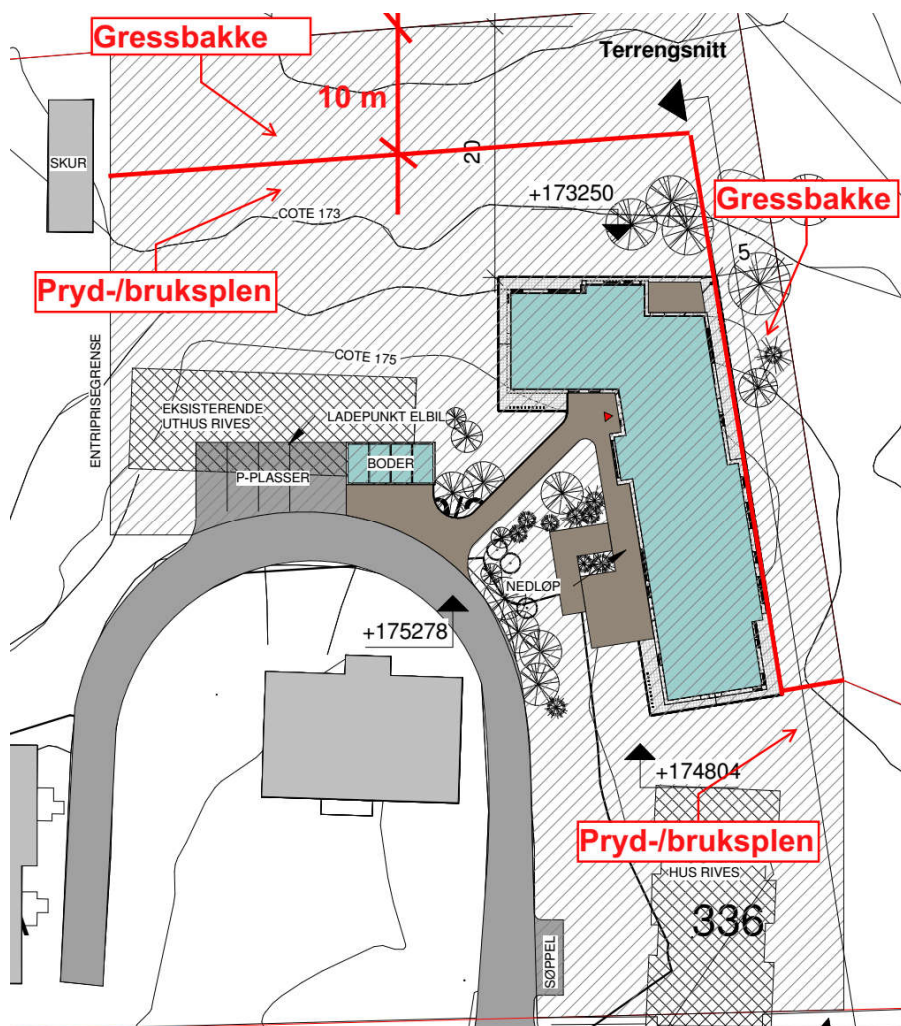 Gressbakke
Terrengsnitt
10 m
SKUR
20
+173250
Gressbakke
COTE 173
5
Pryd-/bruksplen
ENTRIPRISEGRENSE
COTE 175
EKSISTERENDE
UTHUS RIVES
LADEPUNKT ELBIL
BODER
P-PLASSER
NEDLØP
+175278
+174804
Pryd-/bruksplen
HUS RIVES
336
SØPPEL